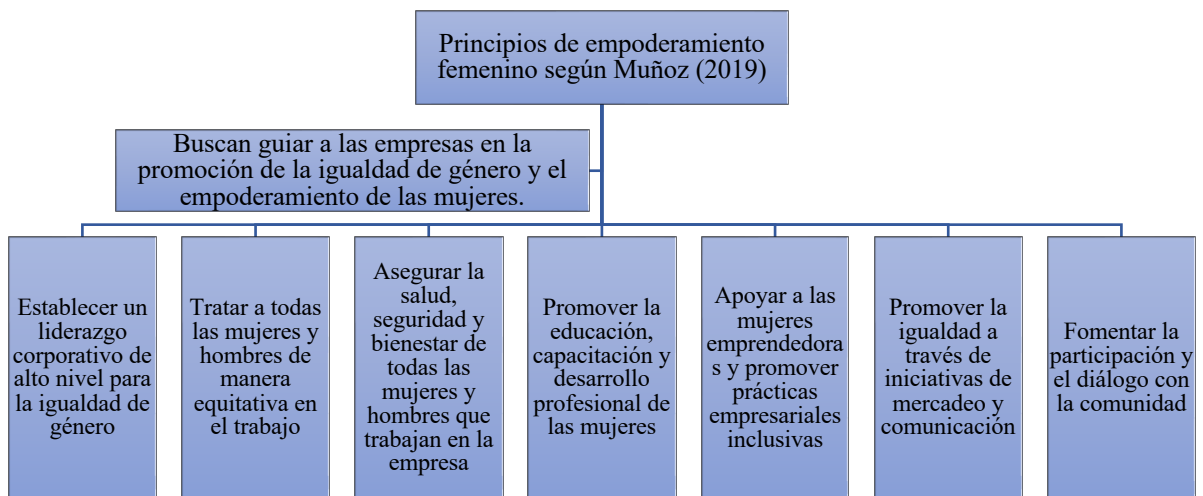 Principios de empoderamiento
femenino según Muñoz (2019)
Buscan guiar a las empresas en la
promoción de la igualdad de género y el
empoderamiento de las mujeres.
Establecer un
liderazgo
corporativo de
alto nivel para
la igualdad de
género
Tratar a todas
las mujeres y
hombres de
manera
equitativa en
el trabajo
Asegurar la
salud,
seguridad y
bienestar de
todas las
mujeres y
hombres que
trabajan en la
empresa
Promover la
educación,
capacitación y
desarrollo
profesional de
las mujeres
Apoyar a las
mujeres
emprendedora
s y promover
prácticas
empresariales
inclusivas
Promover la
igualdad a
través de
iniciativas de
mercadeo y
comunicación
Fomentar la
participación y
el diálogo con
la comunidad